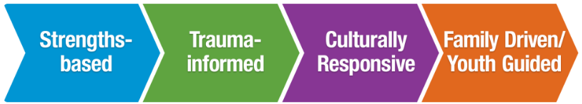 Strengths-
based
Trauma-
informed
Culturally
Responsive
Family Driven/
Youth Guided